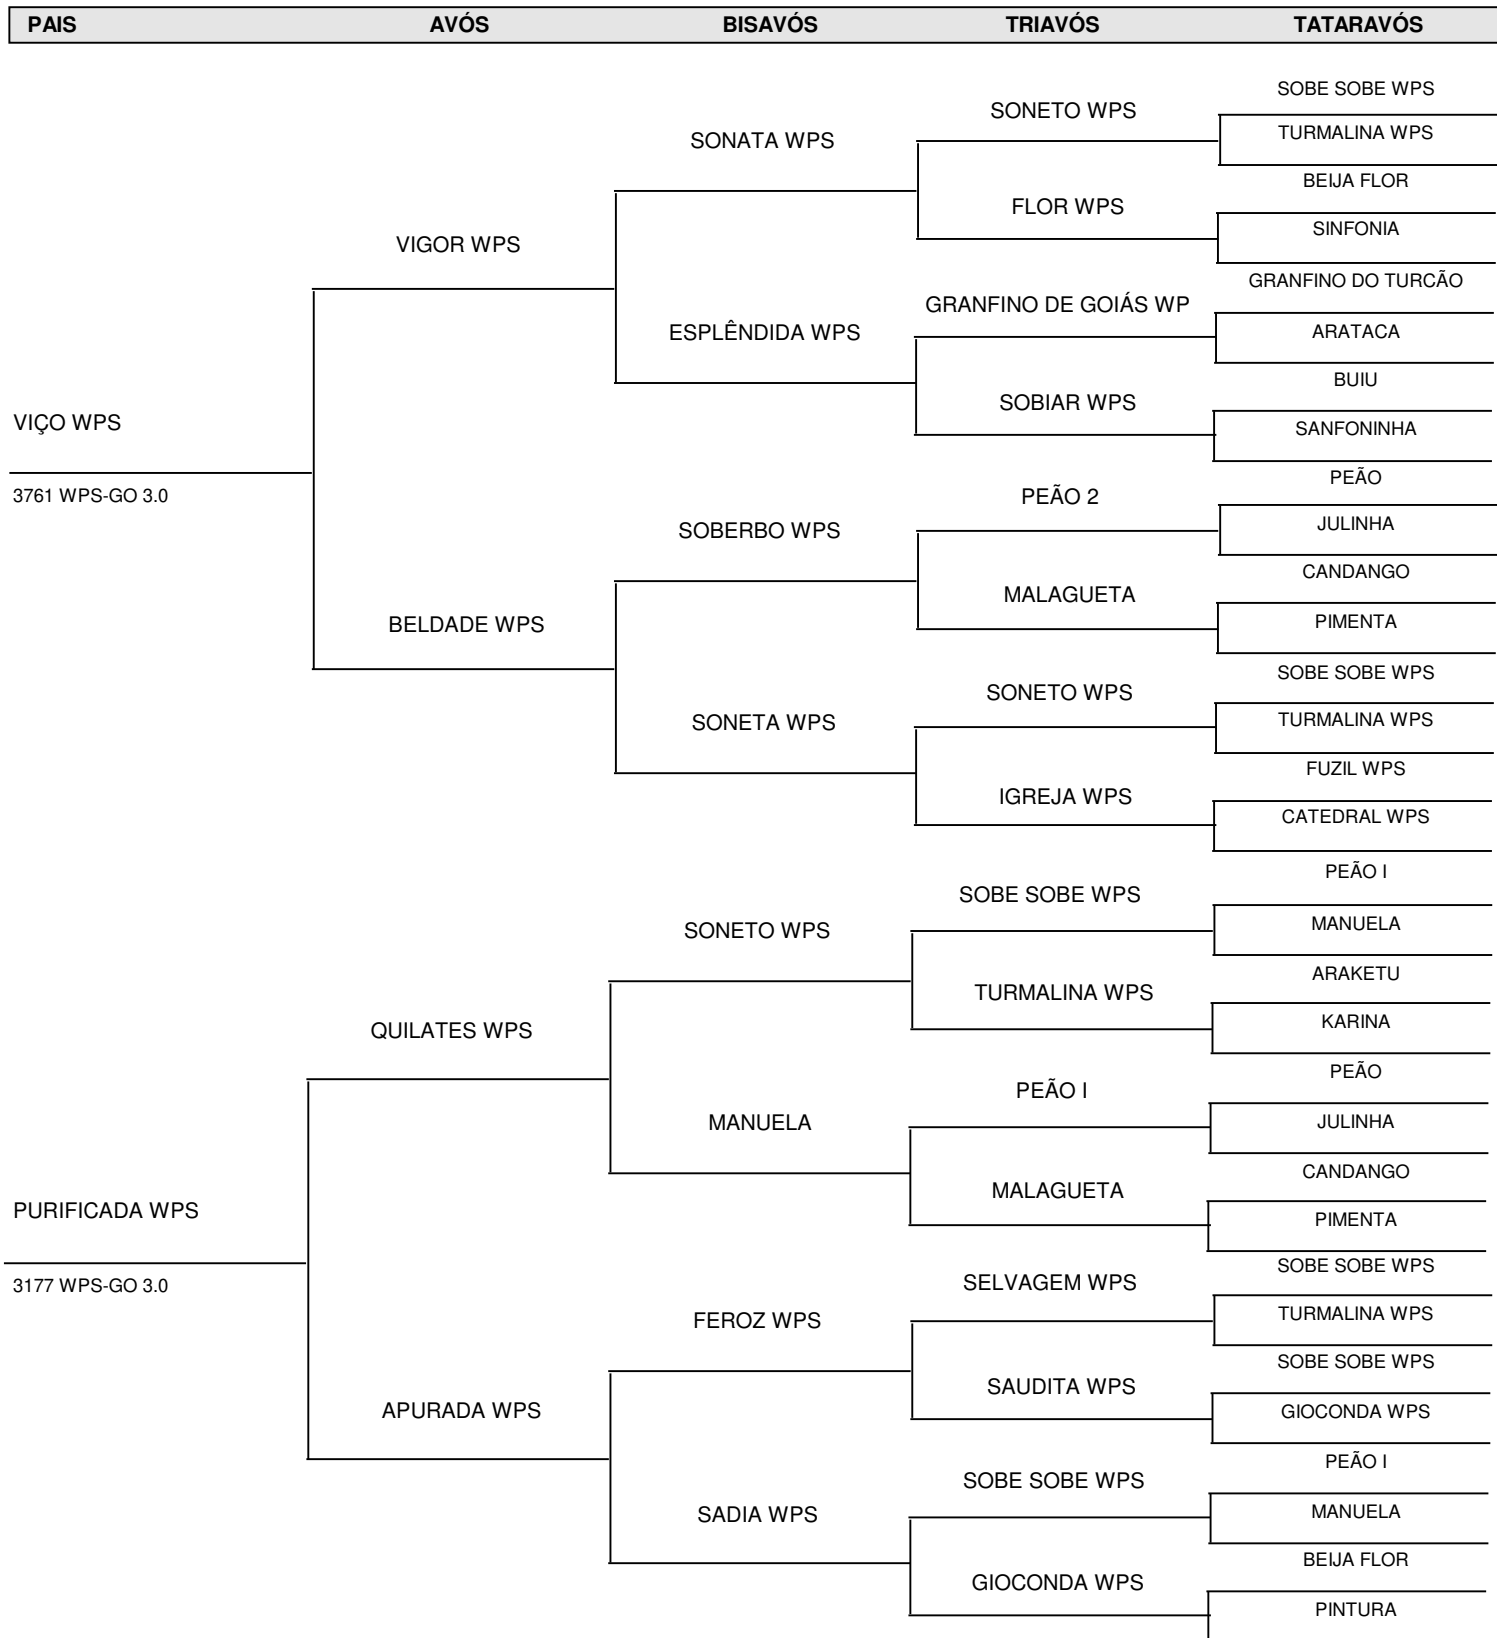 PAIS AVÓS BISAVÓS TRIAVÓS TATARAVÓS
SOBE SOBE WPS
SONETO WPS
TURMALINA WPS
SONATA WPS
BEIJA FLOR
FLOR WPS
SINFONIA
VIGOR WPS
GRANFINO DO TURCÃO
GRANFINO DE GOIÁS WP
ARATACA
ESPLÊNDIDA WPS
BUIU
SOBIAR WPS
SANFONINHA
VIÇO WPS
3761 WPS-GO 3.0
PEÃO
PEÃO 2
JULINHA
SOBERBO WPS
CANDANGO
MALAGUETA
PIMENTA
BELDADE WPS
SOBE SOBE WPS
SONETO WPS
TURMALINA WPS
SONETA WPS
FUZIL WPS
IGREJA WPS
CATEDRAL WPS
PEÃO I
SOBE SOBE WPS
MANUELA
SONETO WPS
ARAKETU
TURMALINA WPS
KARINA
QUILATES WPS
PEÃO
PEÃO I
JULINHA
MANUELA
CANDANGO
MALAGUETA
PIMENTA
PURIFICADA WPS
3177 WPS-GO 3.0
SOBE SOBE WPS
SELVAGEM WPS
TURMALINA WPS
FEROZ WPS
SOBE SOBE WPS
SAUDITA WPS
GIOCONDA WPS
APURADA WPS
PEÃO I
SOBE SOBE WPS
MANUELA
SADIA WPS
BEIJA FLOR
GIOCONDA WPS
PINTURA